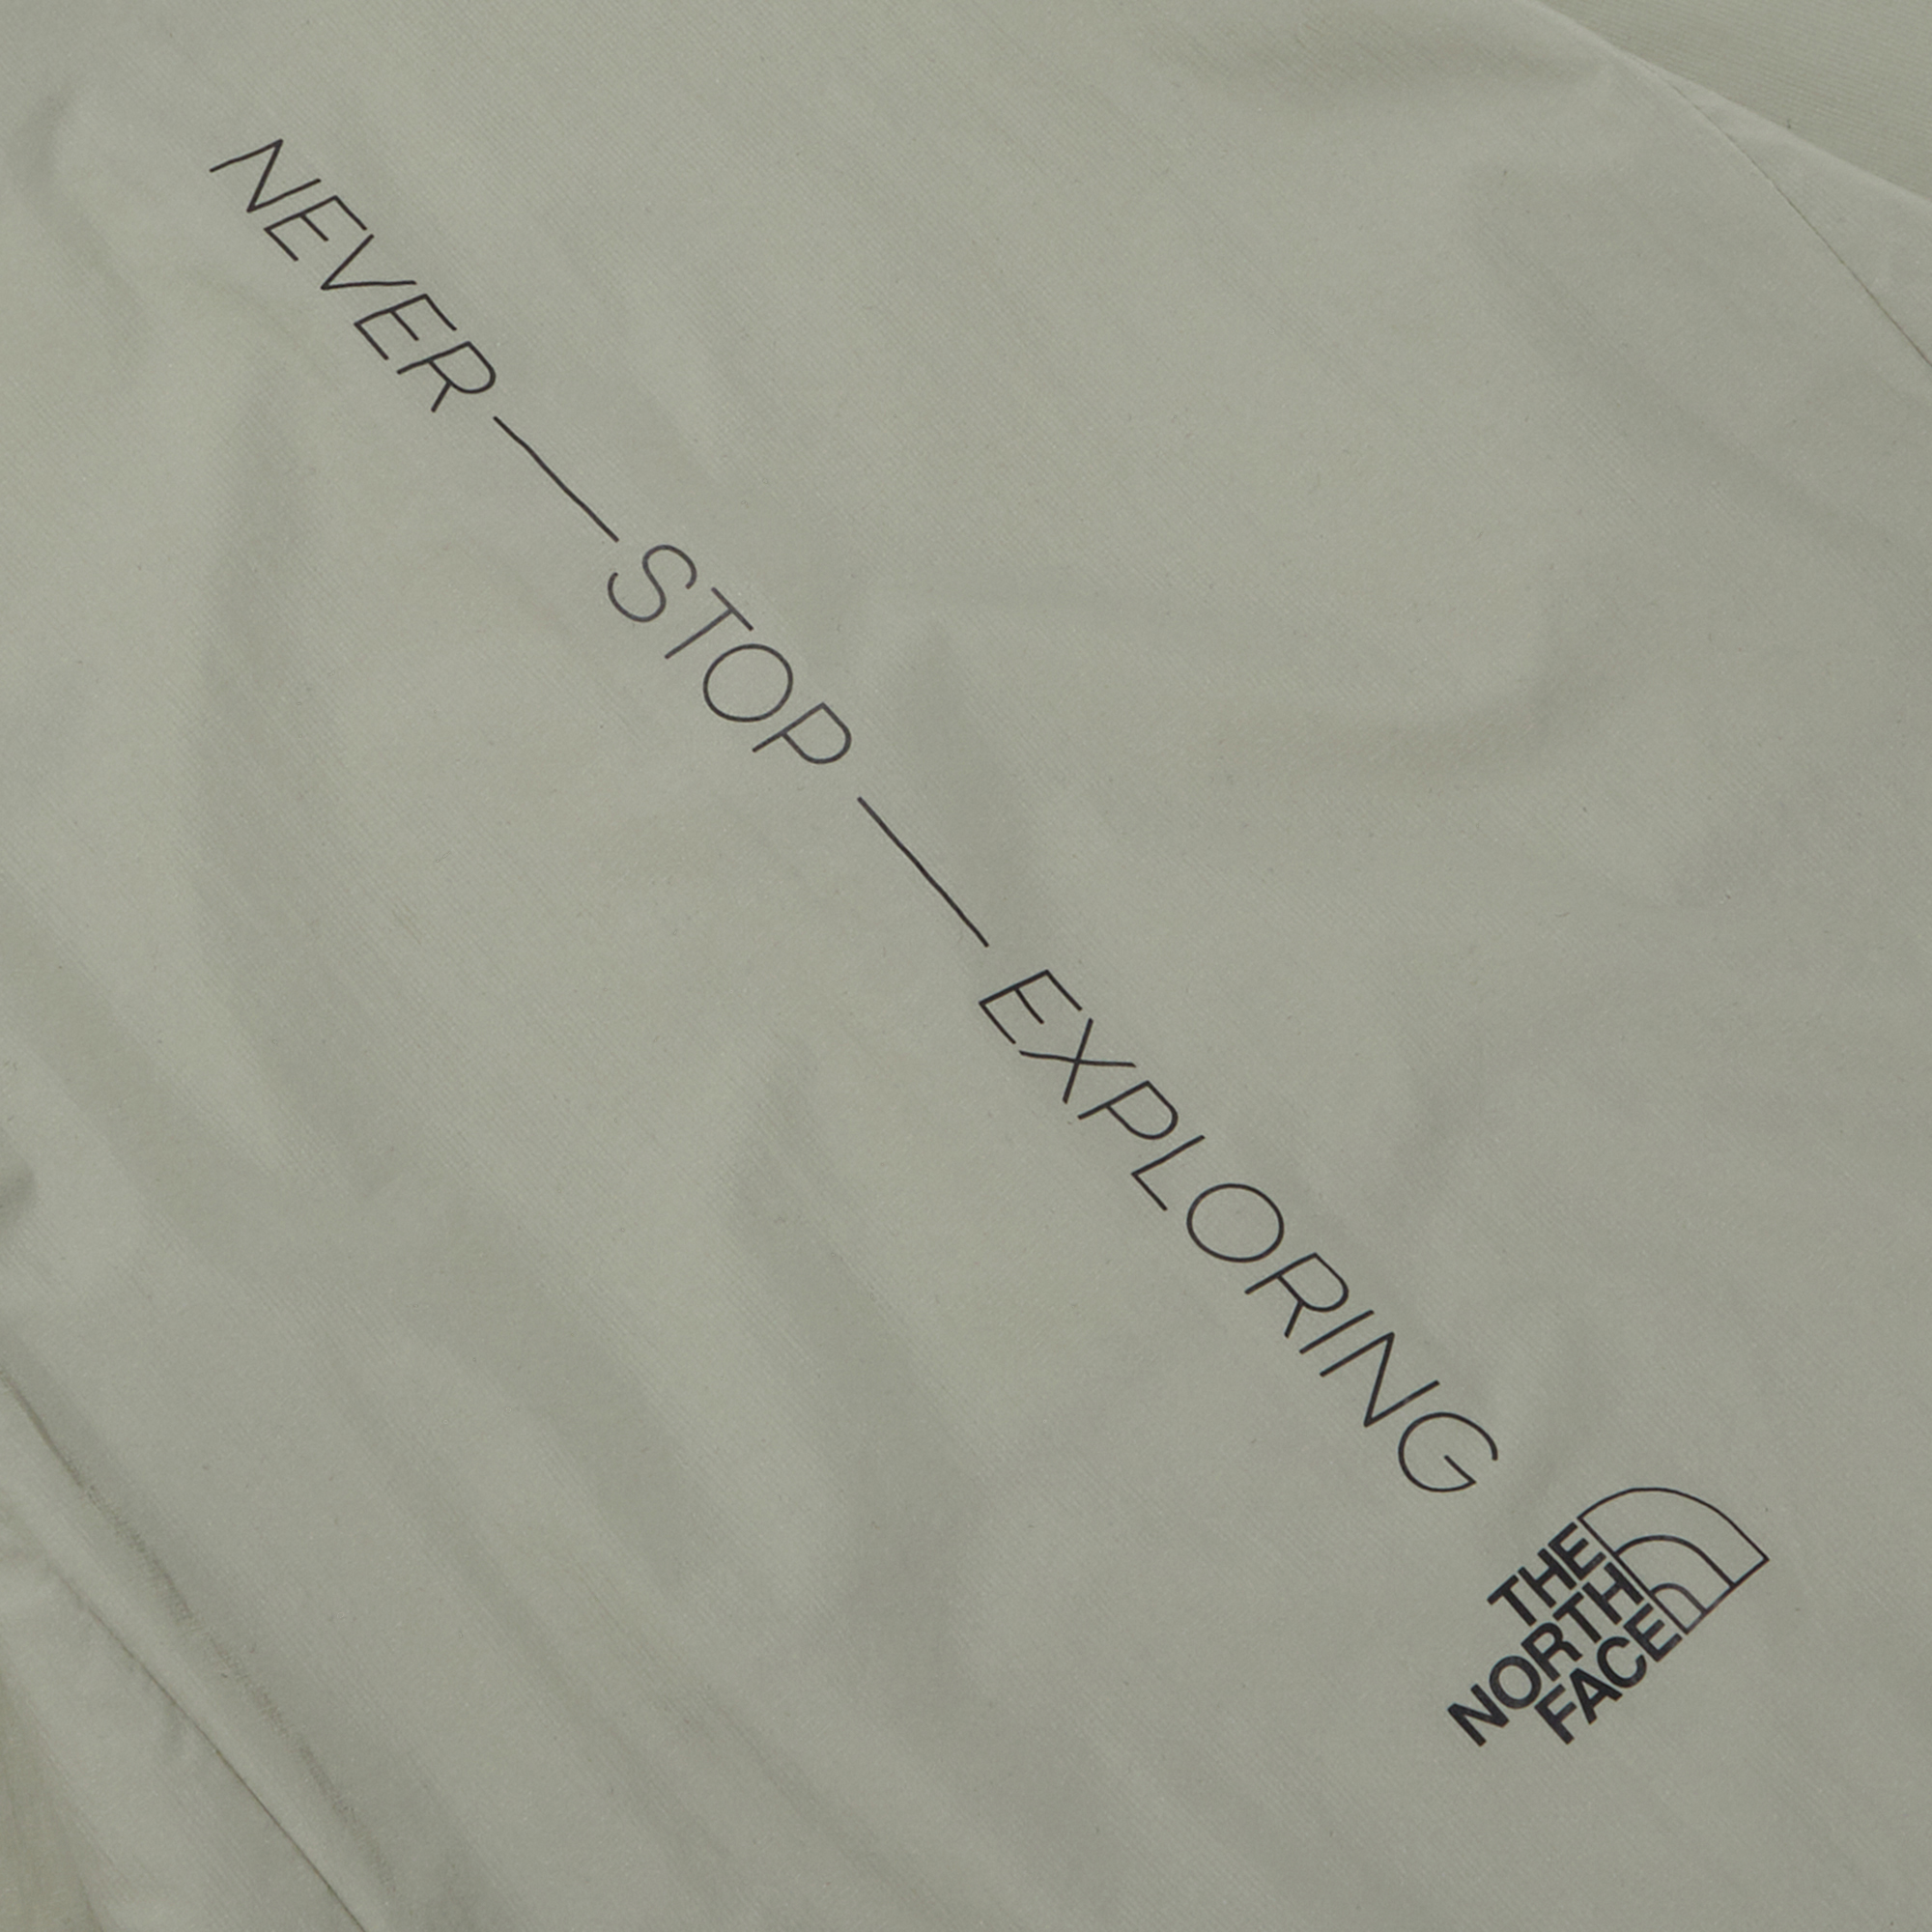 NEVER — STOP — EXPLORING
THE
NORTH
FACE